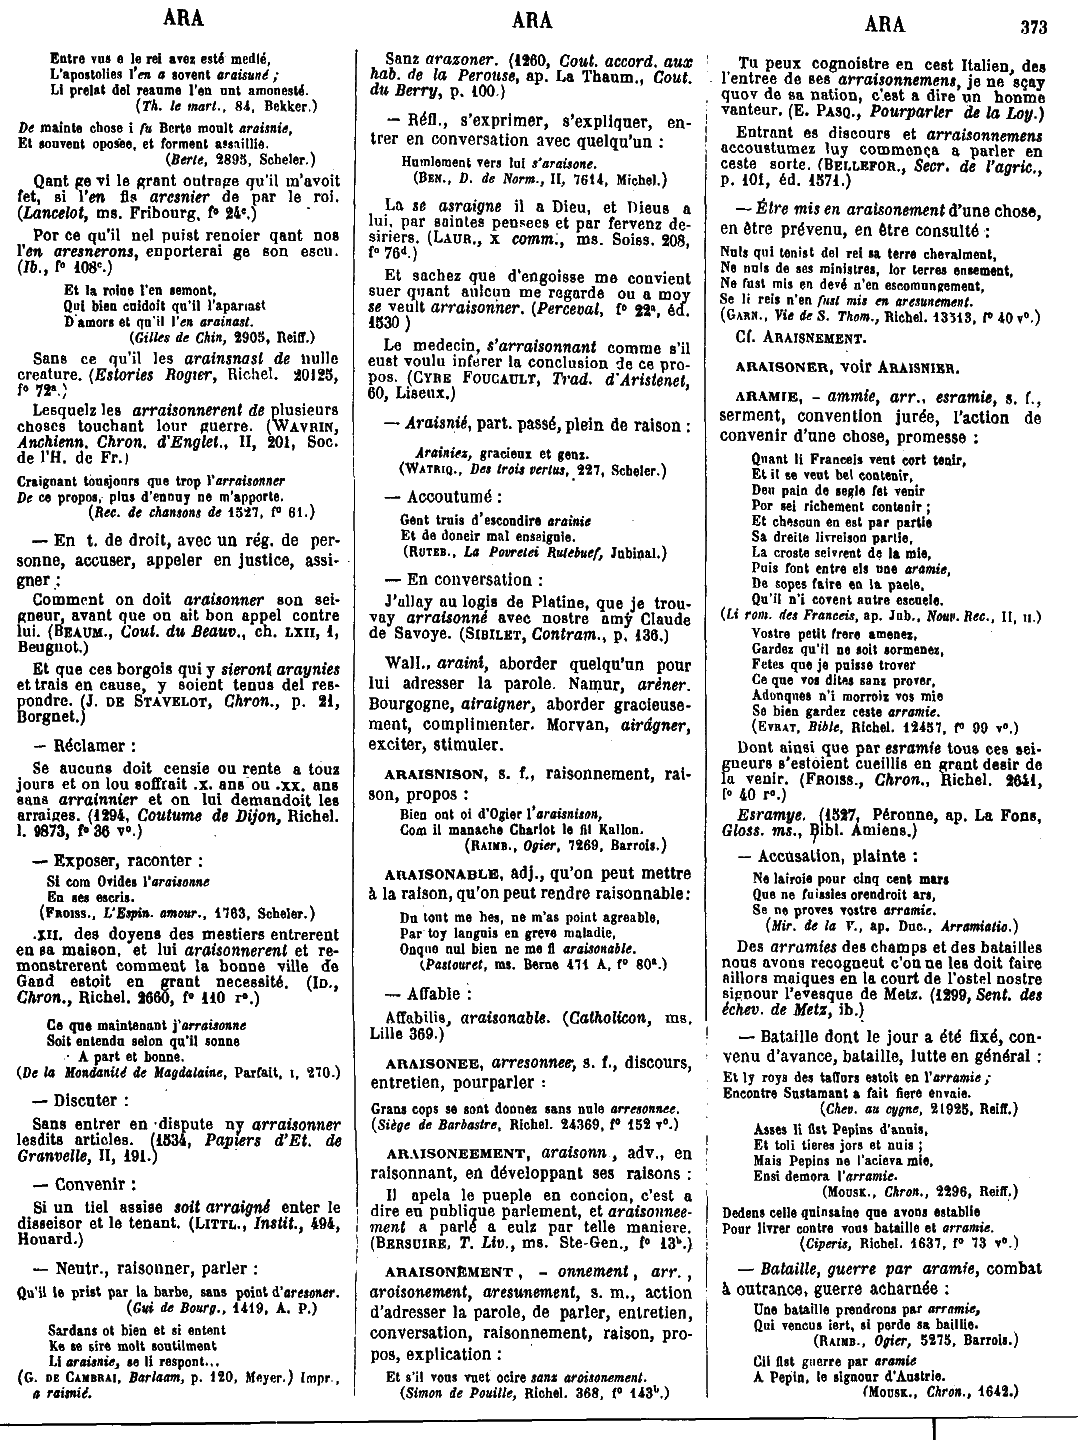 ARA
ARA
ARA
373
Entre vus e le rei avez esté medlé,
L'apostolies l'en a sovent araisuné ;
Li prelat del reaume l'en unt amonesté.
(Th. le mart., 84, Bekker.)
De mainte chose i fu Berte moult araisnie,
Et souvent oposée, et forment assaillie.
(Berte, 2895, Scheler.)
Qant ge vi le grant outrage qu'il m'avoit
fet, si l'en fis aresnier de par le roi.
(Lancelot, ms. Fribourg, f° 24c.)
Por ce qu'il nel puist renoier qant nos
l'en aresnerons, enporterai ge son escu.
(Ib., f° 108c.)
Et la roine l'en semont,
Qui bien cuidoit qu'il l'aparnast
D'amors et qu'il l'en arainast.
(Gilles de Chin, 2905, Reiff.)
Sans ce qu'il les arainsnast de nulle
creature. (Estories Rogier, Richel. 20125,
f° 72a.)
Lesquelz les arraisonnerent de plusieurs
choses touchant lour guerre. (WAVRIN,
Anchienn. Chron. d'Englet., II, 201, Soc.
de l'H. de Fr.)
Craignant tousjours que trop l'arraisonner
De ce propos, plus d'ennuy ne m'apporte.
(Rec. de chansons de 1527, f° 61.)
— En t. de droit, avec un rég. de per-
sonne, accuser, appeler en justice, assi-
gner :
Comment on doit araisonner son sei-
gneur, avant que on ait bon appel contre
lui. (BEAUM., Cout. du Beauv., ch. LXII, 1,
Beugnot.)
Et que ces borgois qui y sieront araynies
et trais en cause, y soient tenus del res-
pondre. (J. DE STAVELOT, Chron., p. 21,
Borgnet.)
— Réclamer :
Se aucuns doit censie ou rente a touz
jours et on lou soffrait .x. ans ou .xx. ans
sans arrainnier et on lui demandoit les
arraiges. (1294, Coutume de Dijon, Richel.
l. 9873, f° 36 v°.)
— Exposer, raconter :
Si com Ovides l'araisonne
En ses escris.
(FROISS., L'Espin. amour., 1763, Scheler.)
.XII. des doyens des mestiers entrerent
en sa maison, et lui araisonnerent et re-
monstrerent comment la bonne ville de
Gand estoit en grant necessité. (ID.,
Chron., Richel. 2660, f° 110 r°.)
Ce que maintenant j'arraisonne
Soit entendu selon qu'il sonne
A part et bonne.
(De la Mondanité de Magdalaine, Parfait, I, 270.)
— Discuter :
Sans entrer en dispute ny arraisonner
lesdits articles. (1534, Papiers d'Et. de
Granvelle, II, 191.)
— Convenir :
Si un tiel assise soit arraigné enter le
disseisor et le tenant. (LITTL., Instit., 494,
Houard.)
— Neutr., raisonner, parler :
Qu'il le prist par la barbe, sans point d'aresoner.
(Gui de Bourg., 1419, A. P.)
Sardans ot bien et si entent
Ke se sire molt soutilment
Li araisnie, se li respont...
(G. DE CAMBRAI, Barlaam, p. 120, Meyer.) Impr.,
a raisnié.
Sanz arazoner. (1260, Cout. accord. aux
hab. de la Perouse, ap. La Thaum., Cout.
du Berry, p. 100.)
— Réfl., s'exprimer, s'expliquer, en-
trer en conversation avec quelqu'un :
Humlement vers lui s'araisone.
(BEN., D. de Norm., II, 7614, Michel.)
La se asraigne il a Dieu, et Dieus a
lui, par saintes pensees et par fervenz de-
siriers. (LAUR., X comm., ms. Soiss. 208,
f° 76d.)
Et sachez que d'engoisse me convient
suer quant aulcun me regarde ou a moy
se veult arraisonner. (Perceval, f° 22a, éd.
1530 )
Le medecin, s'arraisonnant comme s'il
eust voulu inferer la conclusion de ce pro-
pos. (CYRE FOUCAULT, Trad. d'Aristenet,
60, Liseux.)
— Araisnié, part. passé, plein de raison :
Arainiez, gracieux et genz.
(WATRIQ., Des trois vertus, 227, Scheler.)
— Accoutumé :
Gent truis d'escondire arainie
Et de doneir mal enseignie.
(RUTEB., La Povretei Rutebuef, Jubinal.)
— En conversation :
J'allay au logis de Platine, que je trou-
vay arraisonné avec nostre amy Claude
de Savoye. (SIBILET, Contram., p. 136.)
Wall., araini, aborder quelqu'un pour
lui adresser la parole. Namur, arêner.
Bourgogne, airaigner, aborder gracieuse-
ment, complimenter. Morvan, airâgner,
exciter, stimuler.
ARAISNISON, s. f., raisonnement, rai-
son, propos :
Bien ont oi d'Ogier l'araisnison,
Com il manache Charlot le fil Kallon.
(RAIMB., Ogier, 7269, Barrois.)
ARAISONABLE, adj., qu'on peut mettre
à la raison, qu'on peut rendre raisonnable:
Du tout me hes, ne m'as point agreable,
Par toy languis en greve maladie,
Onque nul bien ne me fi araisonable.
(Pastouret, ms. Berne 471 A, f° 80a.)
— Affable :
Affabilis, araisonable. (Catholicon, ms.
Lille 369.)
ARAISONEE, arresonnee, s. f., discours,
entretien, pourparler :
Grans cops se sont donnez sans nule arresonnee.
(Siège de Barbastre, Richel. 24369, f° 152 v°.)
ARAISONEEMENT, araisonn., adv., en
raisonnant, en développant ses raisons :
Il apela le pueple en concion, c'est a
dire en publique parlement, et araisonnee-
ment a parlé a eulz par telle maniere.
(BERSUIRE, T. Liv., ms. Ste-Gen., f° 13b.)
ARAISONEMENT, - onnement, arr.,
aroisonement, aresunement, s. m., action
d'adresser la parole, de parler, entretien,
conversation, raisonnement, raison, pro-
pos, explication :
Et s'il vous vuet ocire sans aroisonement.
(Simon de Pouille, Richel. 368, f° 143b.)
Tu peux cognoistre en cest Italien, des
l'entree de ses arraisonnemens, je ne sçay
quoy de sa nation, c'est a dire un homme
vanteur. (E. PASQ., Pourparler de la Loy.)
Entrant es discours et arraisonnemens
accoustumez luy commença a parler en
ceste sorte. (BELLEFOR., Secr. de l'agric.,
p. 101, éd. 1571.)
— Être mis en araisonement d'une chose,
en être prévenu, en être consulté :
Nuls qui tenist del rei sa terre chevalment,
Ne nuls de ses ministres, lor terres ensement,
Ne fust mis en devé n'en escomungement,
Se li reis n'en fust mis en aresunement.
(GARN., Vie de S. Thom., Richel. 13513, f° 40 v°.)
Cf. ARAISNEMENT.
ARAISONER, voir ARAISNIER.
ARAMIE, - ammie, arr., esramie, s. f.,
serment, convention jurée, l'action de
convenir d'une chose, promesse :
Quant li Franceis vent cort tenir,
Et il se veut bel contenir,
Deu pain de segle fet venir
Por sei richement contenir ;
Et chescun en est par partie
Sa dreite livreison partie,
La croste seivrent de la mie,
Puis font entre els une aramie,
De sopes faire en la paele,
Qu'il n'i covent autre escuele.
(Li rom. des Franceis, ap. Jub., Nouv. Rec., II, II.)
Vostre petit frere amenez,
Gardez qu'il ne soit sormenez,
Fetes que je puisse trover
Ce que vos dites sanz prover,
Adonques n'i morroiz vos mie
Se bien gardez ceste arramie.
(EVRAT, Bible, Richel. 12457, f° 99 v°.)
Dont ainsi que par esramie tous ces sei-
gneurs s'estoient cueillis en grant desir de
la venir. (FROISS., Chron., Richel. 2641,
f° 40 r°.)
Esramye. (1527, Péronne, ap. La Fons,
Gloss. ms., Bibl. Amiens.)
— Accusation, plainte :
Ne lairoie pour cinq cent mars
Que ne fuissies orendroit ars,
Se ne proves vostre arramie.
(Mir. de la V., ap. Duc., Arramiatio.)
Des arramies des champs et des batailles
nous avons recogneut c'on ne les doit faire
aillors maiques en la court de l'ostel nostre
signour l'evesque de Metz. (1299, Sent. des
échev. de Metz, ib.)
— Bataille dont le jour a été fixé, con-
venu d'avance, bataille, lutte en général :
Et ly roys des taffurs estoit en l'arramie ;
Encontre Sustamant a fait fiere envaie.
(Chev. au cygne, 21925, Reiff.)
Asses li fist Pepins d'annis,
Et toli tieres jors et nuis ;
Mais Pepins ne l'acieva mie,
Ensi demora l'arramie.
(MOUSK., Chron., 2296, Reiff.)
Dedens celle quinsaine que avons establie
Pour livrer contre vous bataille et arramie.
(Ciperis, Richel. 1637, f° 73 v°.)
— Bataille, guerre par aramie, combat
à outrance, guerre acharnée :
Une bataille prendrons par arramie,
Qui vencus iert, si perde sa baillie.
(RAIMB., Ogier, 5275, Barrois.)
Cil fist guerre par aramie
A Pepin, le signour d'Austrie.
(MOUSK., Chron., 1642.)